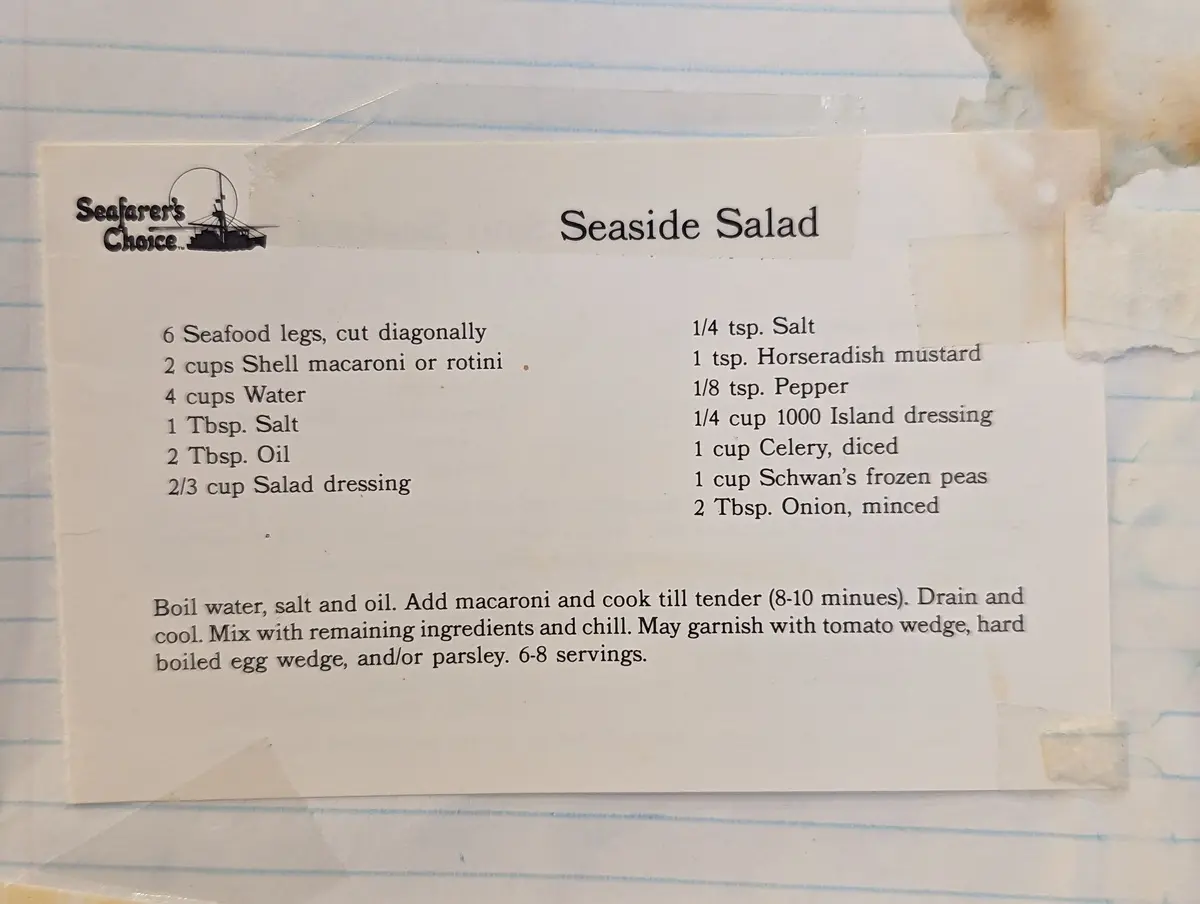 Seafarer's
Choice™
Seaside Salad
6 Seafood legs, cut diagonally
2 cups Shell macaroni or rotini
4 cups Water
1 Tbsp. Salt
2 Tbsp. Oil
2/3 cup Salad dressing
1/4 tsp. Salt
1 tsp. Horseradish mustard
1/8 tsp. Pepper
1/4 cup 1000 Island dressing
1 cup Celery, diced
1 cup Schwan's frozen peas
2 Tbsp. Onion, minced
Boil water, salt and oil. Add macaroni and cook till tender (8-10 minues). Drain and
cool. Mix with remaining ingredients and chill. May garnish with tomato wedge, hard
boiled egg wedge, and/or parsley. 6-8 servings.